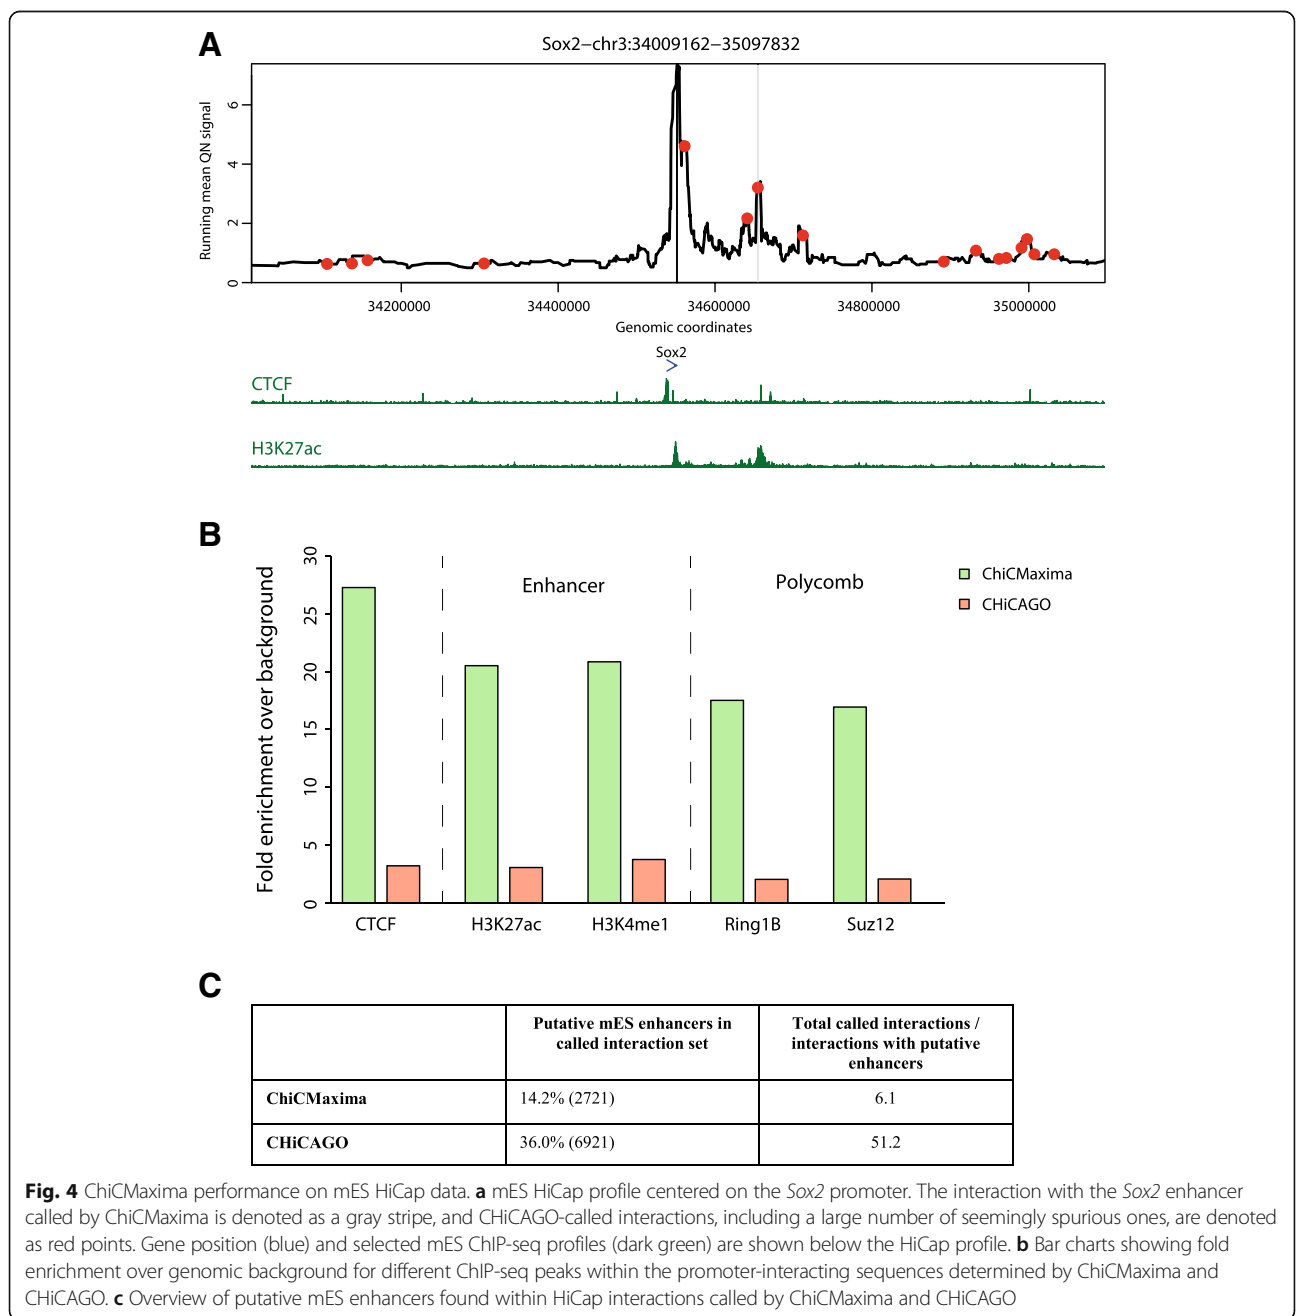 A
Sox2−chr3:34009162−35097832
Running mean QN signal
6
4
2
0
34200000 34400000 34600000 34800000 35000000
Genomic coordinates
Sox2
>
CTCF
H3K27ac
B
Fold enrichment over background
30
25
20
15
10
5
0
Enhancer
Polycomb
ChiCMaxima
CHiCAGO
CTCF H3K27ac H3K4me1 Ring1B Suz12
C
Putative mES enhancers in
called interaction set
Total called interactions /
interactions with putative
enhancers
ChiCMaxima 14.2% (2721) 6.1
CHiCAGO 36.0% (6921) 51.2
Fig. 4 ChiCMaxima performance on mES HiCap data. a mES HiCap profile centered on the Sox2 promoter. The interaction with the Sox2 enhancer
called by ChiCMaxima is denoted as a gray stripe, and CHiCAGO-called interactions, including a large number of seemingly spurious ones, are denoted
as red points. Gene position (blue) and selected mES ChIP-seq profiles (dark green) are shown below the HiCap profile. b Bar charts showing fold
enrichment over genomic background for different ChIP-seq peaks within the promoter-interacting sequences determined by ChiCMaxima and
CHiCAGO. c Overview of putative mES enhancers found within HiCap interactions called by ChiCMaxima and CHiCAGO